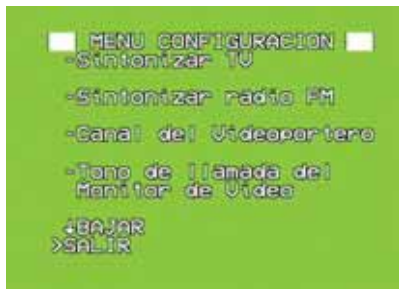 MENU CONFIGURACION
-Sintonizar TV
-Sintonizar radio FM
-Canal del Videoportero
-Tono de llamada del
Monitor de Video
↓BAJAR
>SALIR